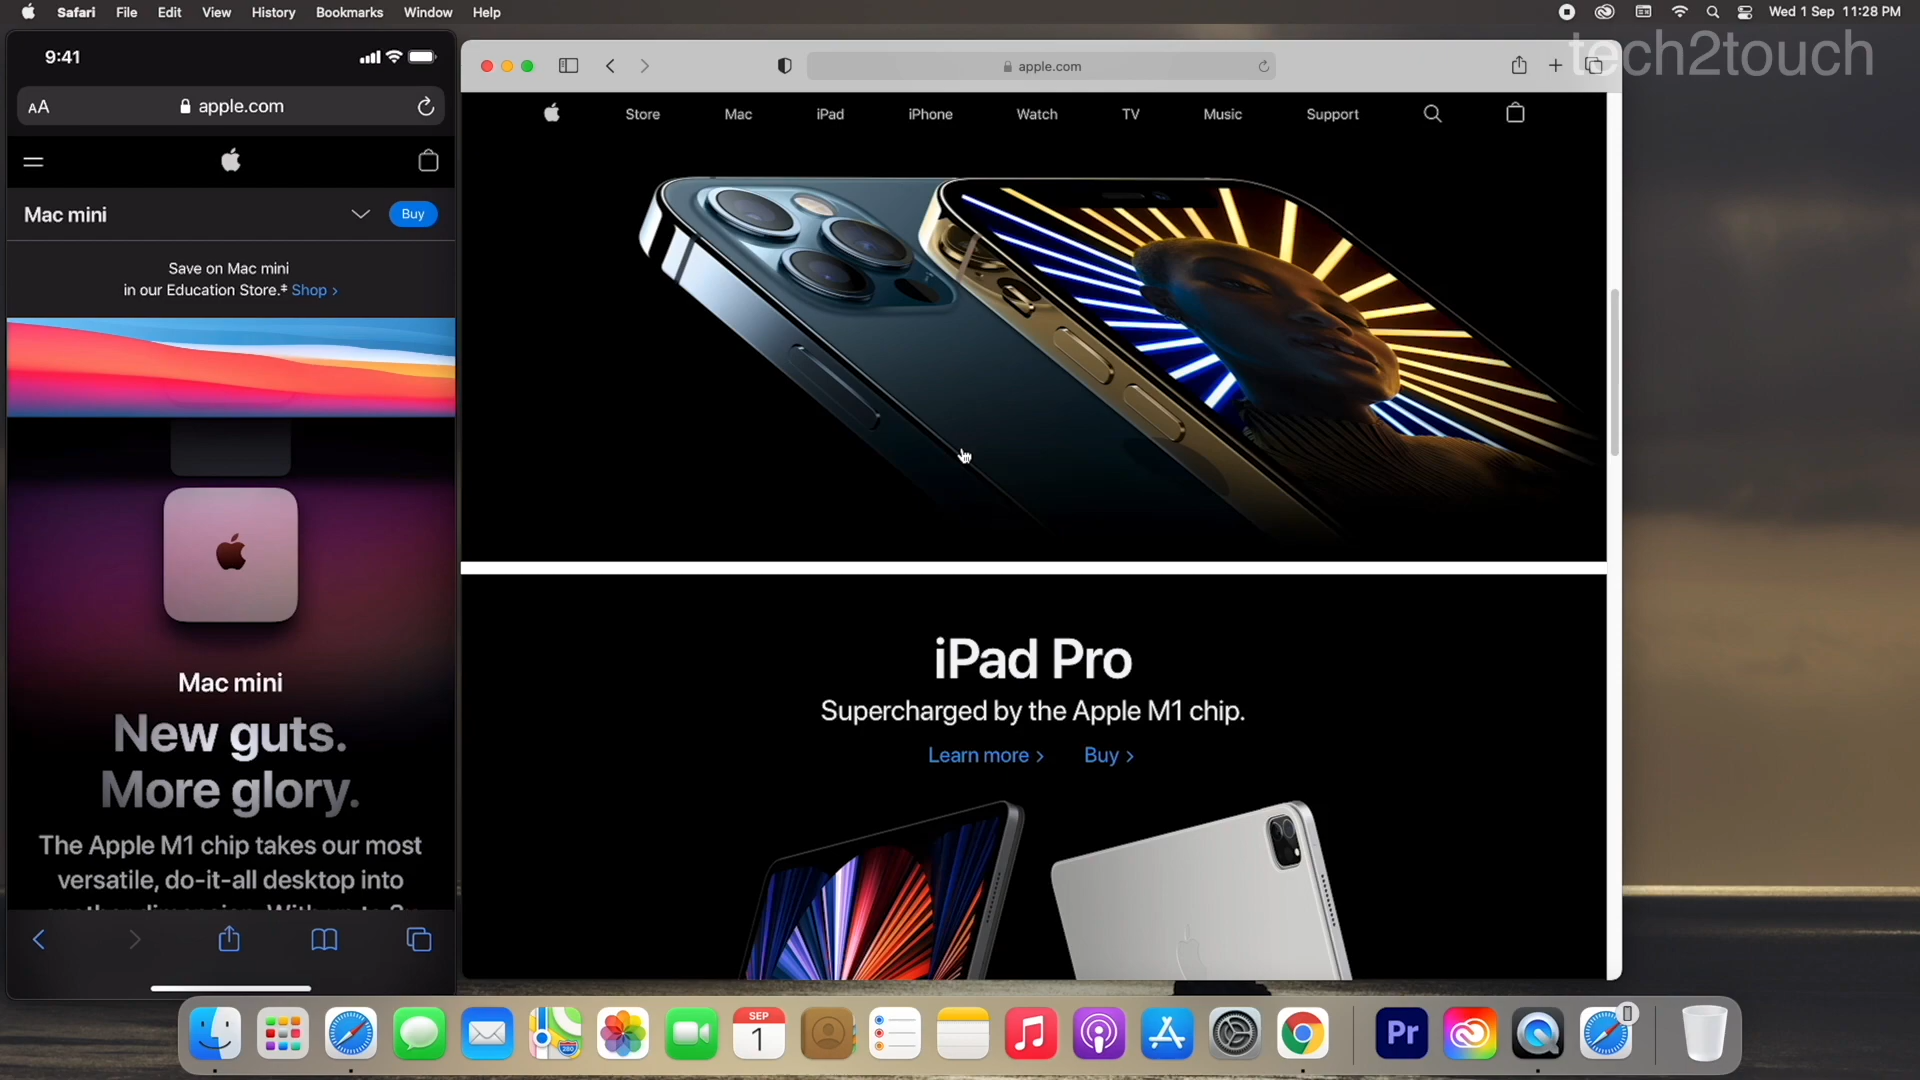 Safari File Edit View History Bookmarks Window Help
Wed 1 Sep 11:28 PM
tech2touch
9:41
AA apple.com
Mac mini
Buy
Save on Mac mini
in our Education Store.‡ Shop >
Mac mini
New guts.
More glory.
The Apple M1 chip takes our most
versatile, do-it-all desktop into
apple.com
Store Mac iPad iPhone Watch TV Music Support
iPad Pro
Supercharged by the Apple M1 chip.
Learn more > Buy >
SEP
1
280
Pr